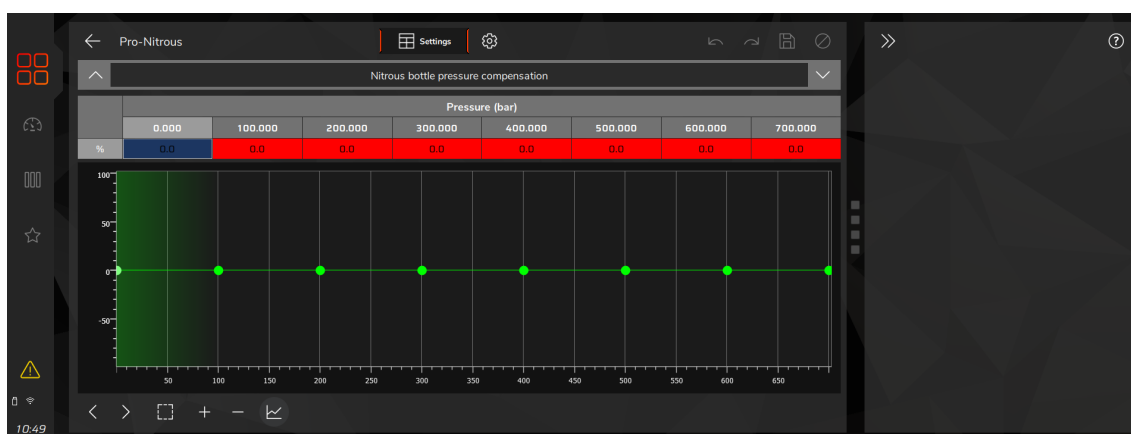 Pro-Nitrous
Settings
?
Nitrous bottle pressure compensation
Pressure (bar)
0.000 100.000 200.000 300.000 400.000 500.000 600.000 700.000
% 0.0 0.0 0.0 0.0 0.0 0.0 0.0 0.0
100
50
0
-50
50 100 150 200 250 300 350 400 450 500 550 600 650
10:49